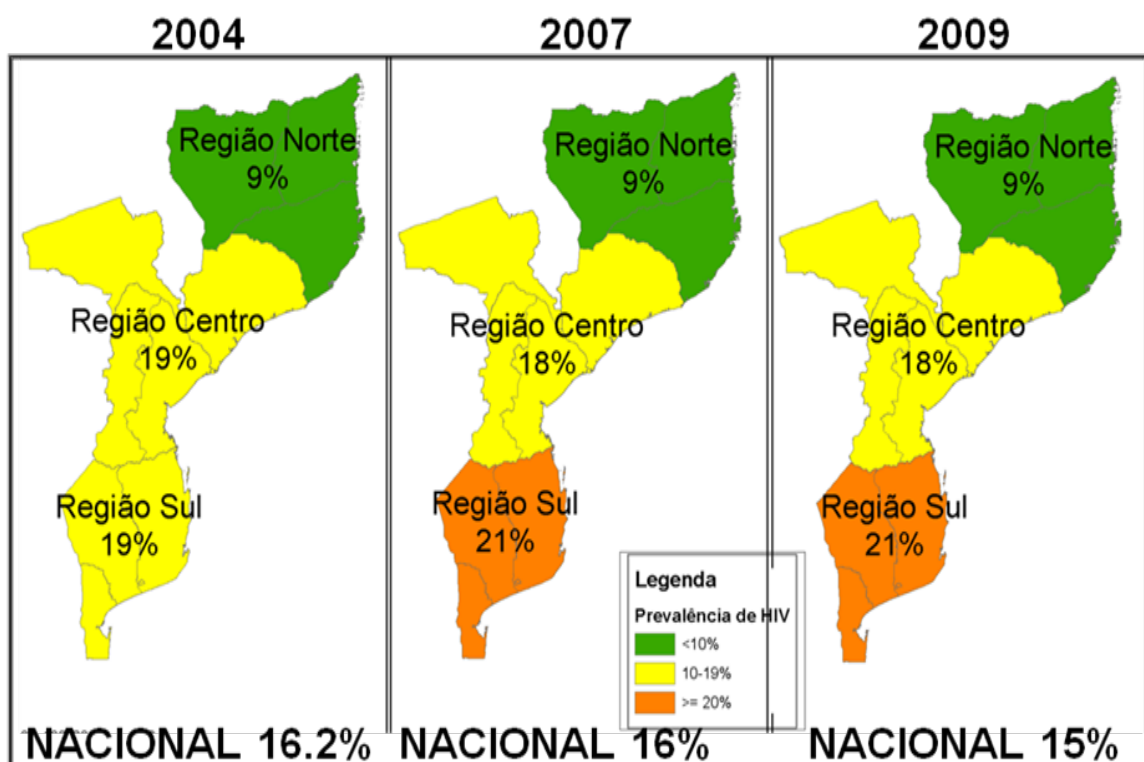 2004
2007
2009
Região Norte
9%
Região Centro
19%
Região Sul
19%
NACIONAL 16.2%
Região Norte
9%
Região Centro
18%
Região Sul
21%
NACIONAL 16%
Região Norte
9%
Região Centro
18%
Região Sul
21%
NACIONAL 15%
Legenda
Prevalência de HIV
<10%
10-19%
>= 20%